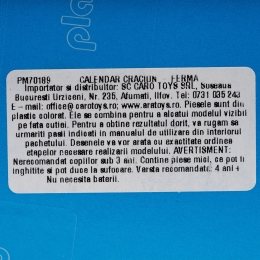 pla
PM70189 CALENDAR CRACIUN FERMA
Importator si distribuitor: SC CARO TOYS SRL, Soseaua
Bucuresti Urziceni, Nr. 235, Afumati, Ilfov. Tel: 0731 035 243
E - mail: office@carotoys.ro, www.aratoys.ro. Piesele sunt din
plastic colorat. Ele se combina pentru a alcatui modelul vizibil
pe fata cutiei. Pentru a obtine rezultatul dorit, va rugam sa
urmariti pasii indicati in manualul de utilizare din interiorul
pachetului. Desenele va vor arata cu exactitate ordinea
etapelor necesare realizarii modelului. AVERTISMENT:
Nerecomandat copiilor sub 3 ani. Contine piese mici, ce pot fi
inghitite si pot duce la sufocare. Varsta recomandata: 4 ani +
Nu necesita baterii.